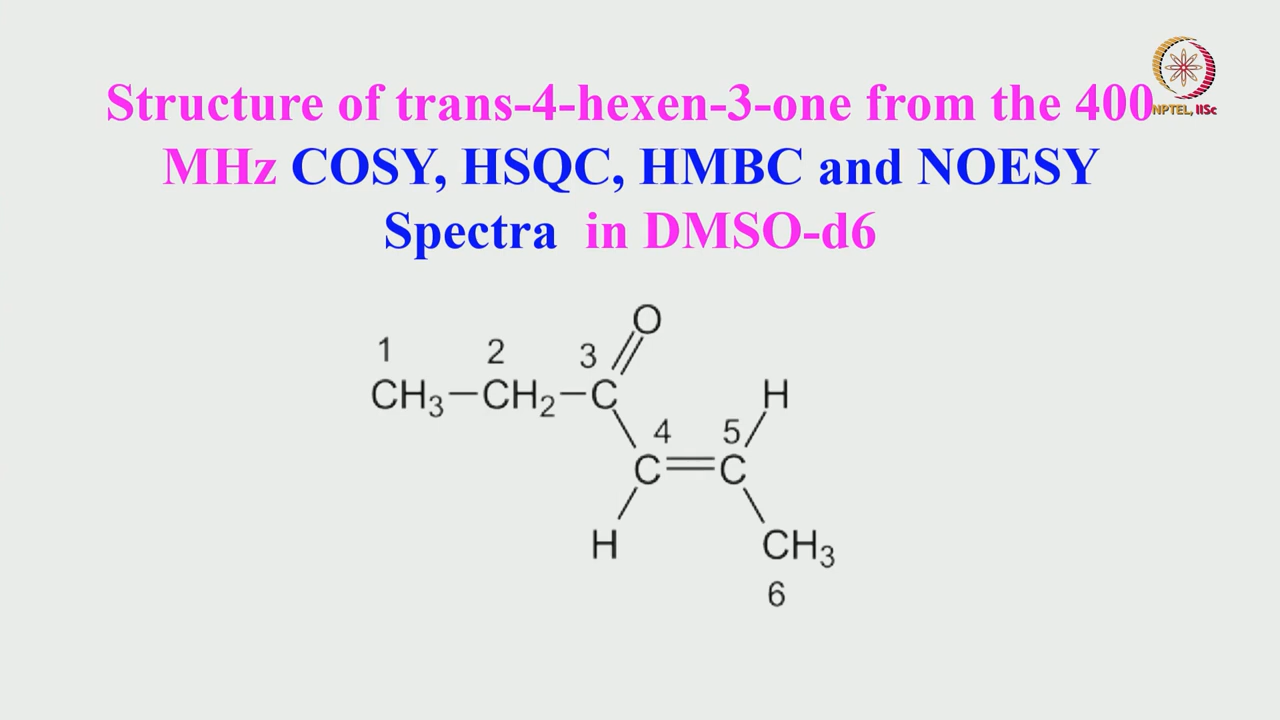 Structure of trans-4-hexen-3-one from the 400
NPTEL, IISc
MHz COSY, HSQC, HMBC and NOESY
Spectra in DMSO-d6
O
1 2 3
CH3 CH2 C H
4 5
C C
H CH3
6